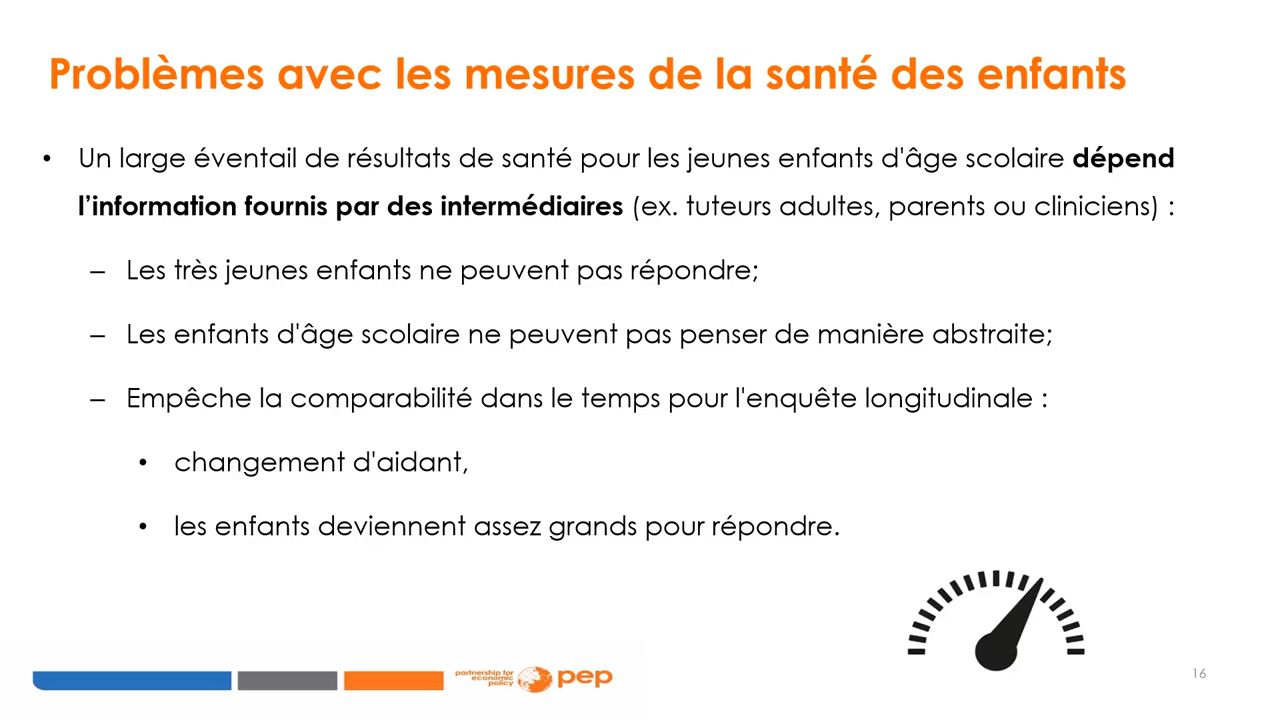 Problèmes avec les mesures de la santé des enfants
• Un large éventail de résultats de santé pour les jeunes enfants d'âge scolaire dépend
l’information fournis par des intermédiaires (ex. tuteurs adultes, parents ou cliniciens) :
– Les très jeunes enfants ne peuvent pas répondre;
– Les enfants d'âge scolaire ne peuvent pas penser de manière abstraite;
– Empêche la comparabilité dans le temps pour l'enquête longitudinale :
• changement d'aidant,
• les enfants deviennent assez grands pour répondre.
partnership for
economic
policy
pep
16